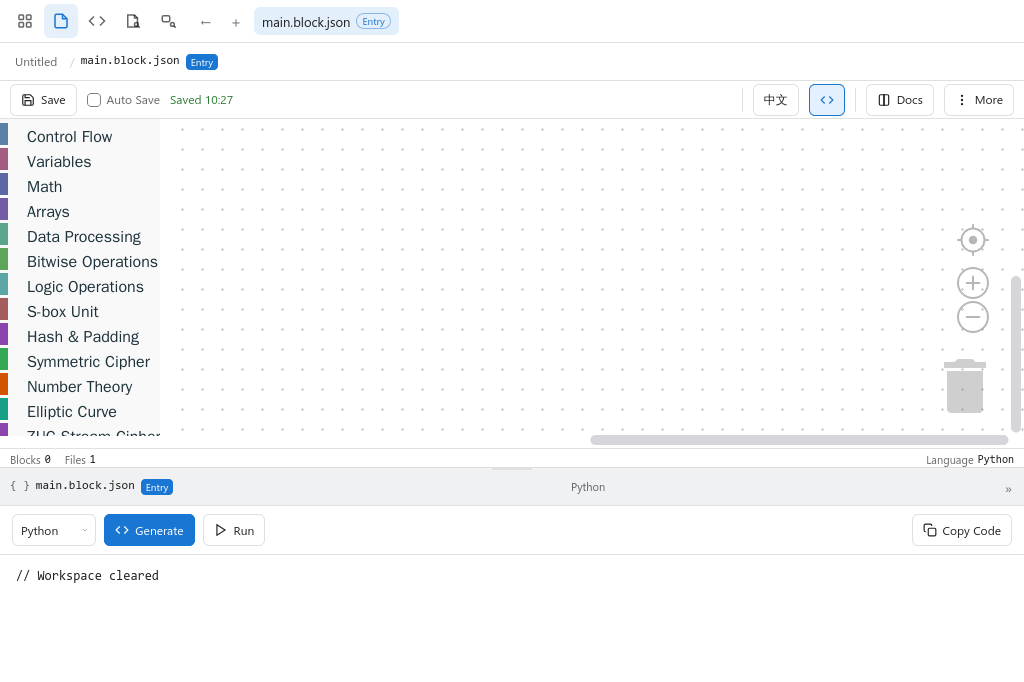 main.block.json Entry
Untitled / main.block.json Entry
Save Auto Save Saved 10:27 中文 Docs More
Control Flow
Variables
Math
Arrays
Data Processing
Bitwise Operations
Logic Operations
S-box Unit
Hash & Padding
Symmetric Cipher
Number Theory
Elliptic Curve
ZUC Stream Cipher
Blocks 0 Files 1 Language Python
{ } main.block.json Entry Python »
Python Generate Run Copy Code
// Workspace cleared